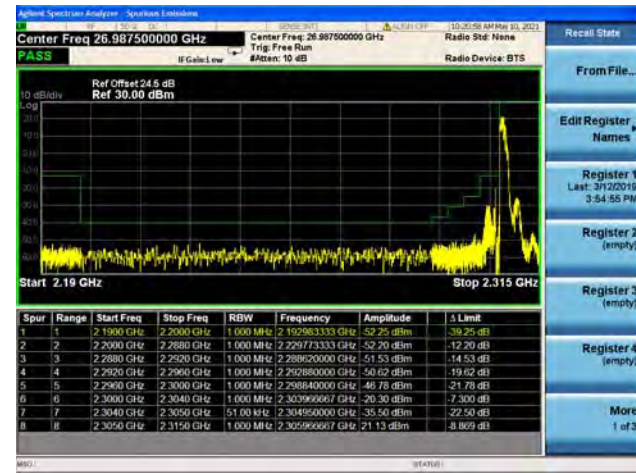 Agilent Spectrum Analyzer - Spurious Emissions
RF 50 Ω DC SENSE:INT ALIGN OFF 10:20:58 AM May 10, 2021
Center Freq 26.987500000 GHz Center Freq: 26.987500000 GHz Radio Std: None
Trig: Free Run
PASS IFGain:Low #Atten: 10 dB Radio Device: BTS
Ref Offset 24.5 dB
10 dB/div Ref 30.00 dBm
Log
Start 2.19 GHz Stop 2.315 GHz
Spur Range Start Freq Stop Freq RBW Frequency Amplitude Δ Limit
1 1 2.1900 GHz 2.2000 GHz 1.000 MHz 2.192983333 GHz -52.25 dBm -39.25 dB
2 2 2.2000 GHz 2.2880 GHz 1.000 MHz 2.229773333 GHz -52.20 dBm -12.20 dB
3 3 2.2880 GHz 2.2920 GHz 1.000 MHz 2.288620000 GHz -51.53 dBm -14.53 dB
4 4 2.2920 GHz 2.2960 GHz 1.000 MHz 2.292880000 GHz -50.62 dBm -19.62 dB
5 5 2.2960 GHz 2.3000 GHz 1.000 MHz 2.298840000 GHz -46.78 dBm -21.78 dB
6 6 2.3000 GHz 2.3040 GHz 1.000 MHz 2.303966667 GHz -20.30 dBm -7.300 dB
7 7 2.3040 GHz 2.3050 GHz 51.00 kHz 2.304950000 GHz -35.50 dBm -22.50 dB
8 8 2.3050 GHz 2.3150 GHz 1.000 MHz 2.305966667 GHz 21.13 dBm -8.869 dB
MSG STATUS
Recall State
From File...
Edit Register
Names
Register 1
Last: 3/12/2019
3:54:55 PM
Register 2
(empty)
Register 3
(empty)
Register 4
(empty)
More
1 of 3